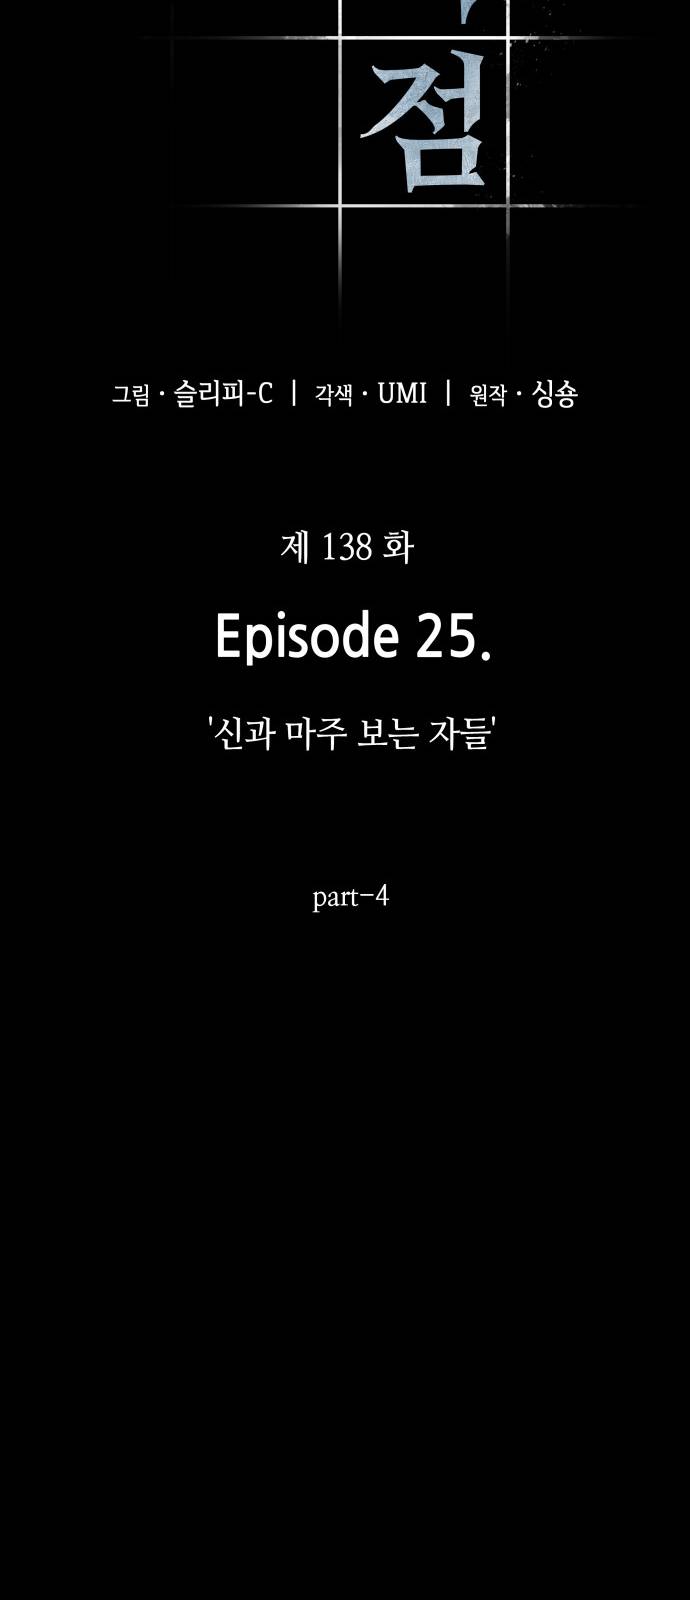 점
그림 · 슬리피-C | 각색 · UMI | 원작 · 싱숑
제 138 화
Episode 25.
'신과 마주 보는 자들'
part-4